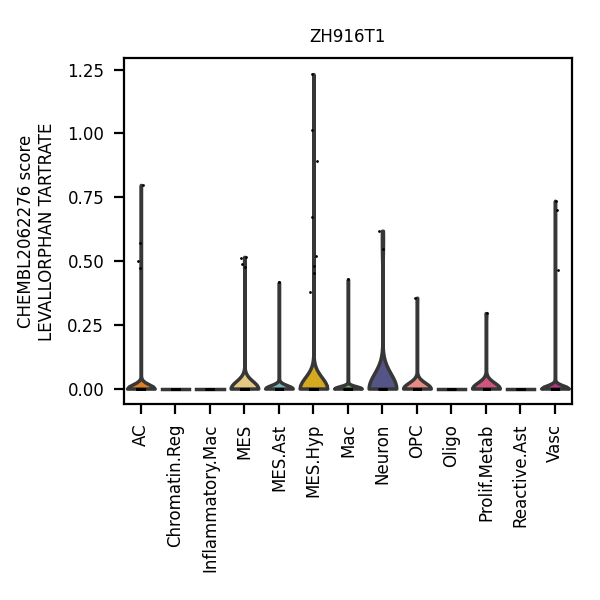 ZH916T1
CHEMBL2062276 score
LEVALLORPHAN TARTRATE
1.25
1.00
0.75
0.50
0.25
0.00
AC
Chromatin.Reg
Inflammatory.Mac
MES
MES.Ast
MES.Hyp
Mac
Neuron
OPC
Oligo
Prolif.Metab
Reactive.Ast
Vasc